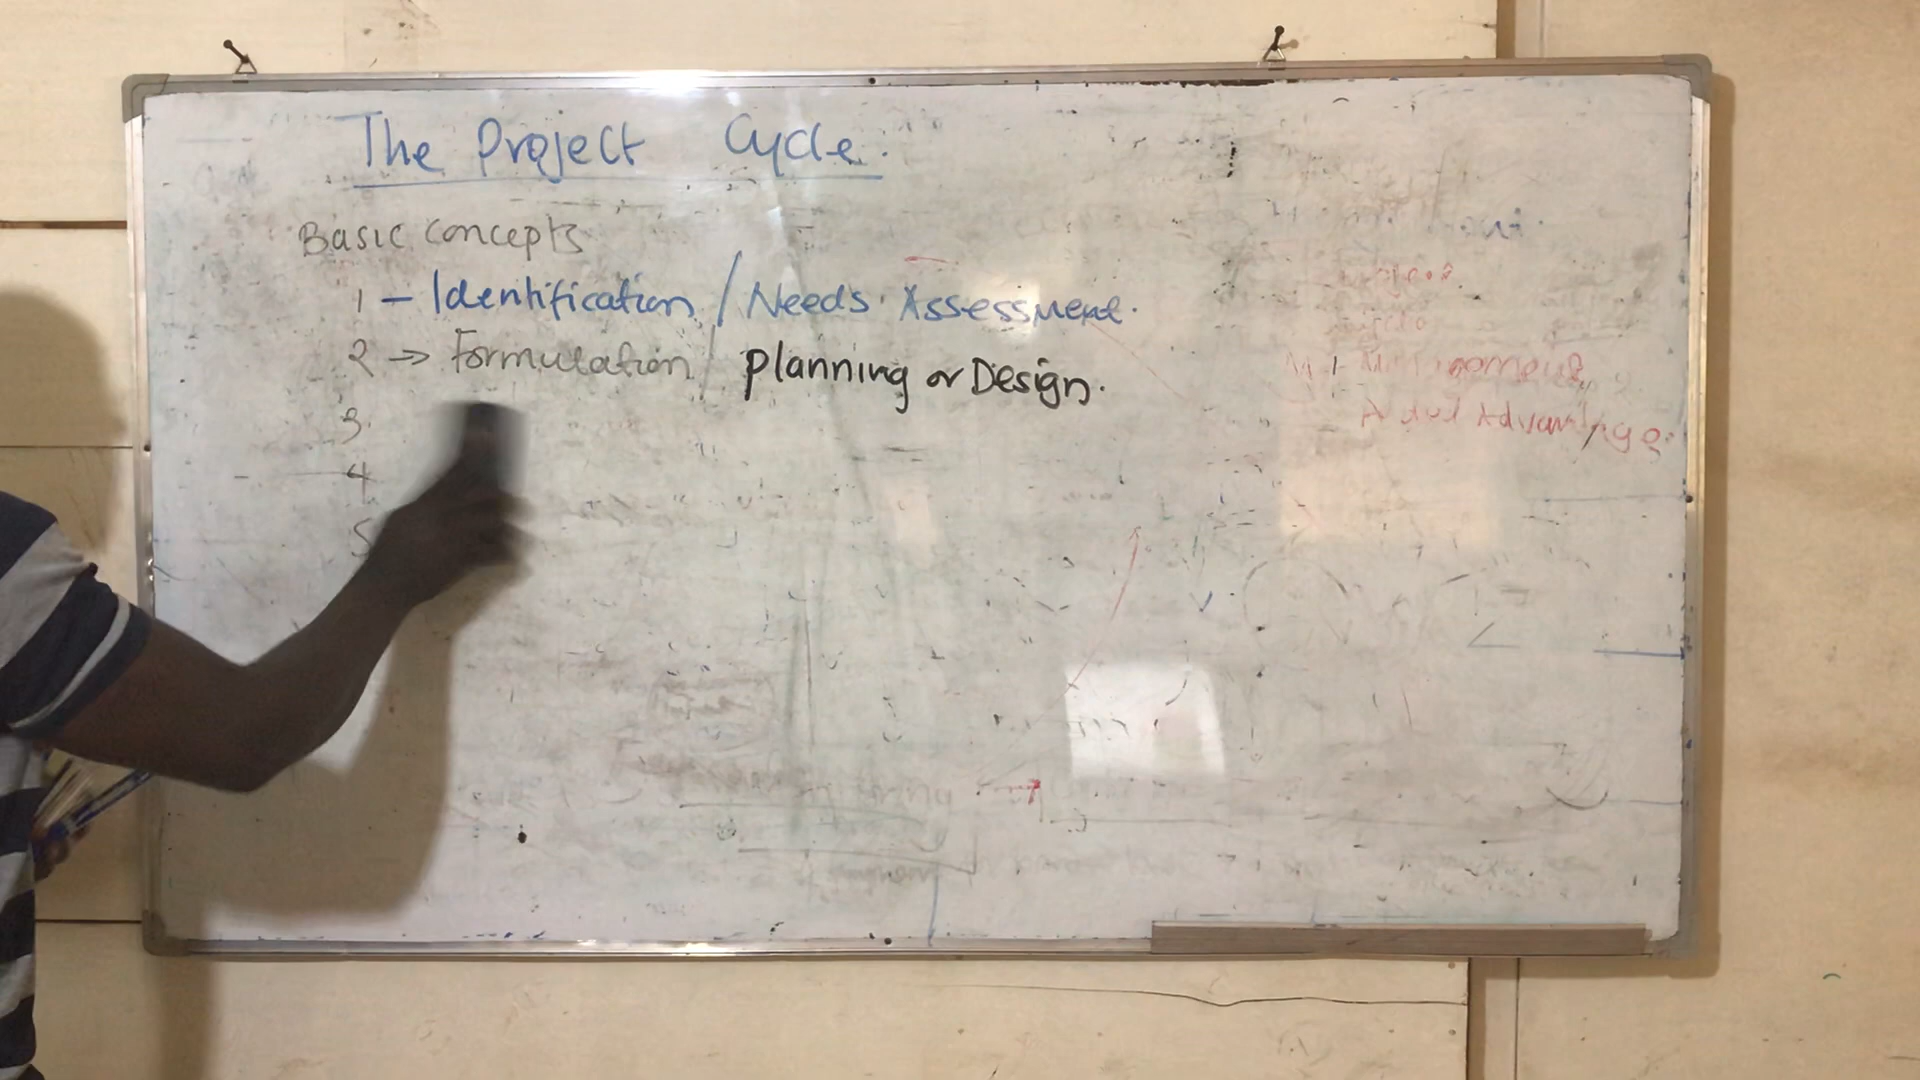 The Project Cycle.
Basic concepts
1 – Identification / Needs Assessment.
2 → Formulation / planning or Design.
3.
4
5